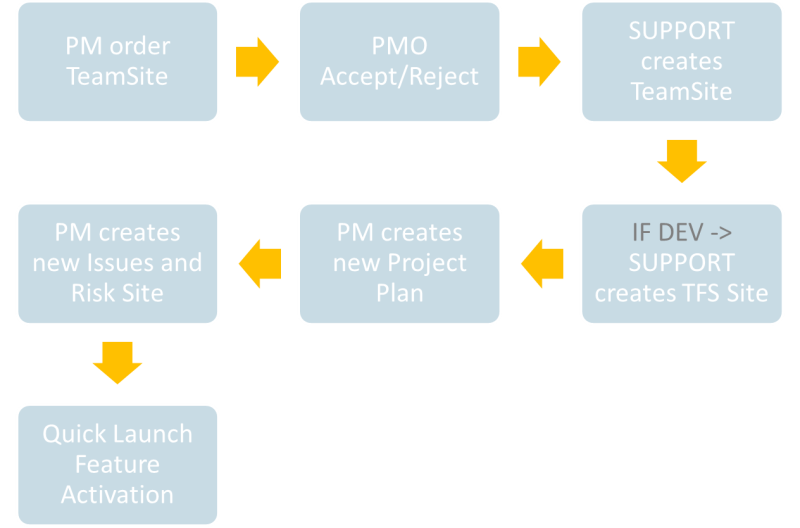 PM order
TeamSite
PMO
Accept/Reject
SUPPORT
creates
TeamSite
IF DEV ->
SUPPORT
creates TFS Site
PM creates
new Project
Plan
PM creates
new Issues and
Risk Site
Quick Launch
Feature
Activation